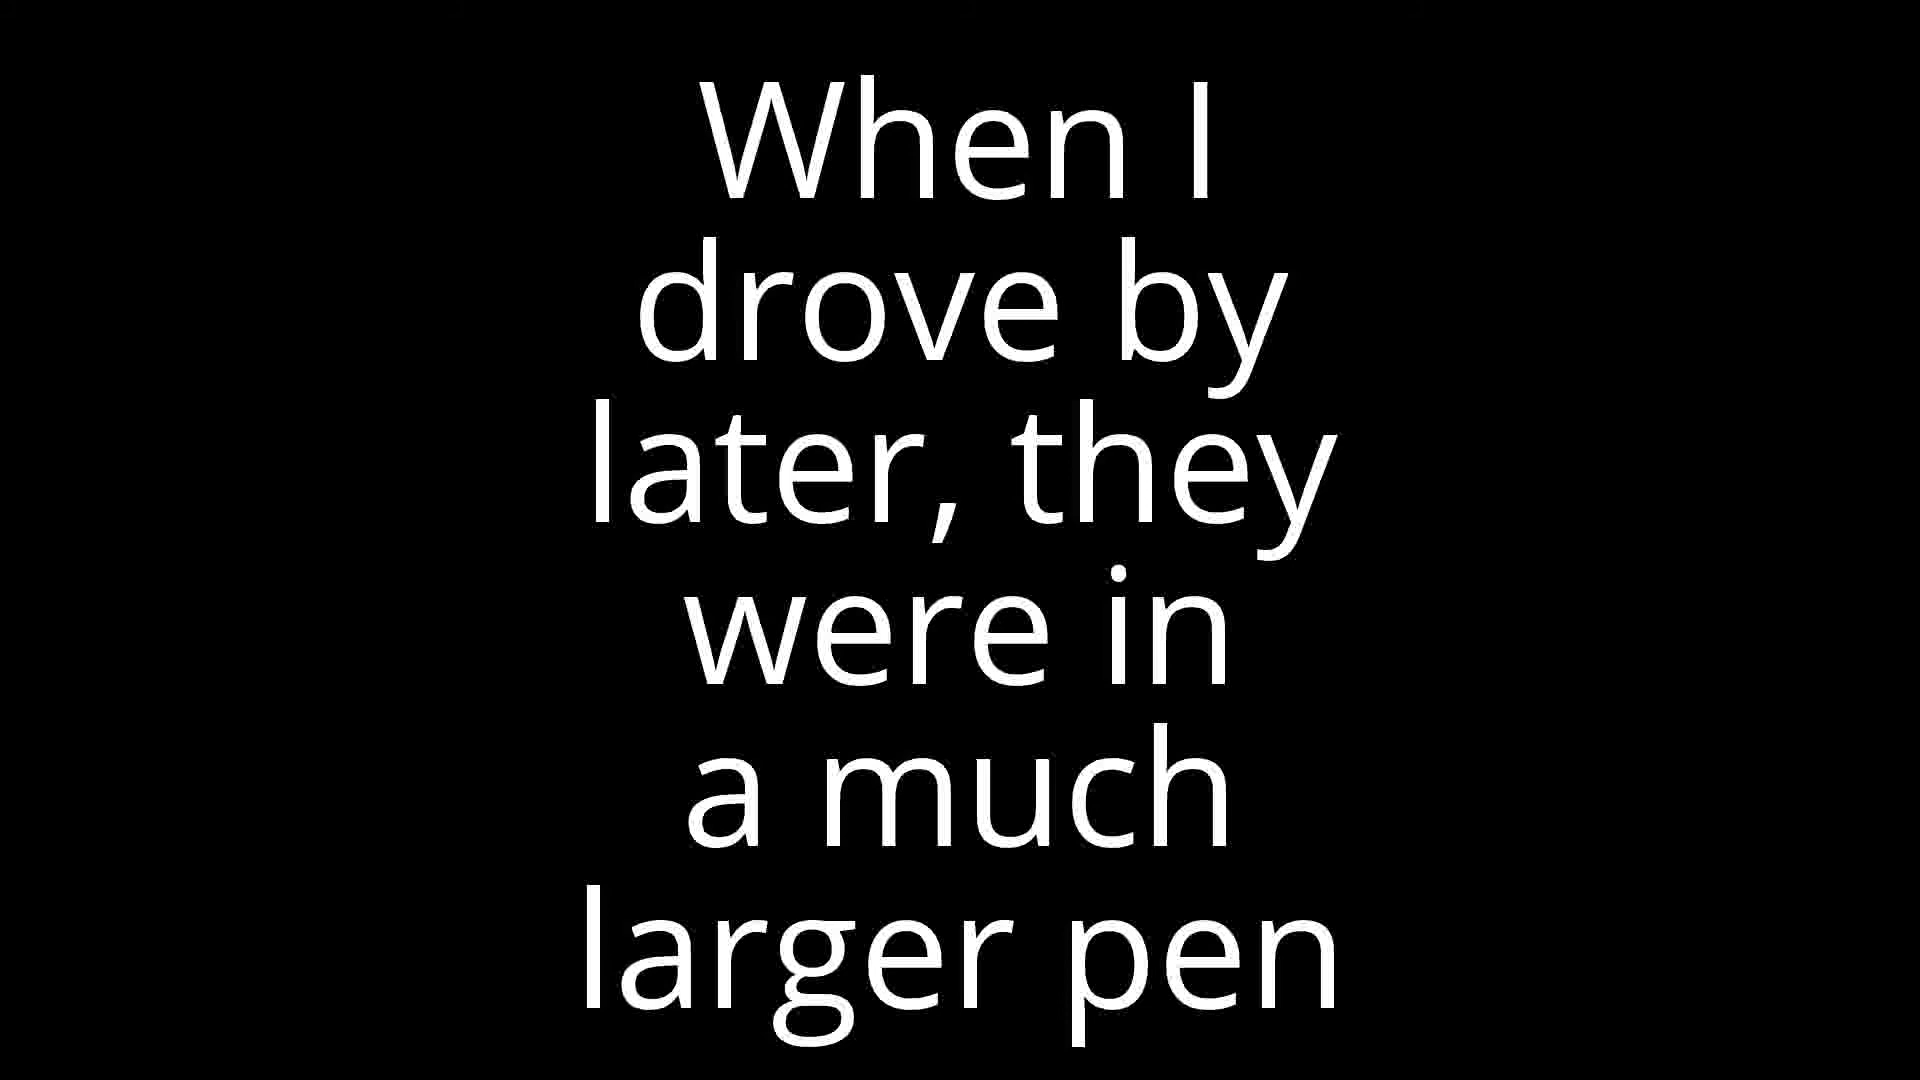 When I
drove by
later, they
were in
a much
larger pen